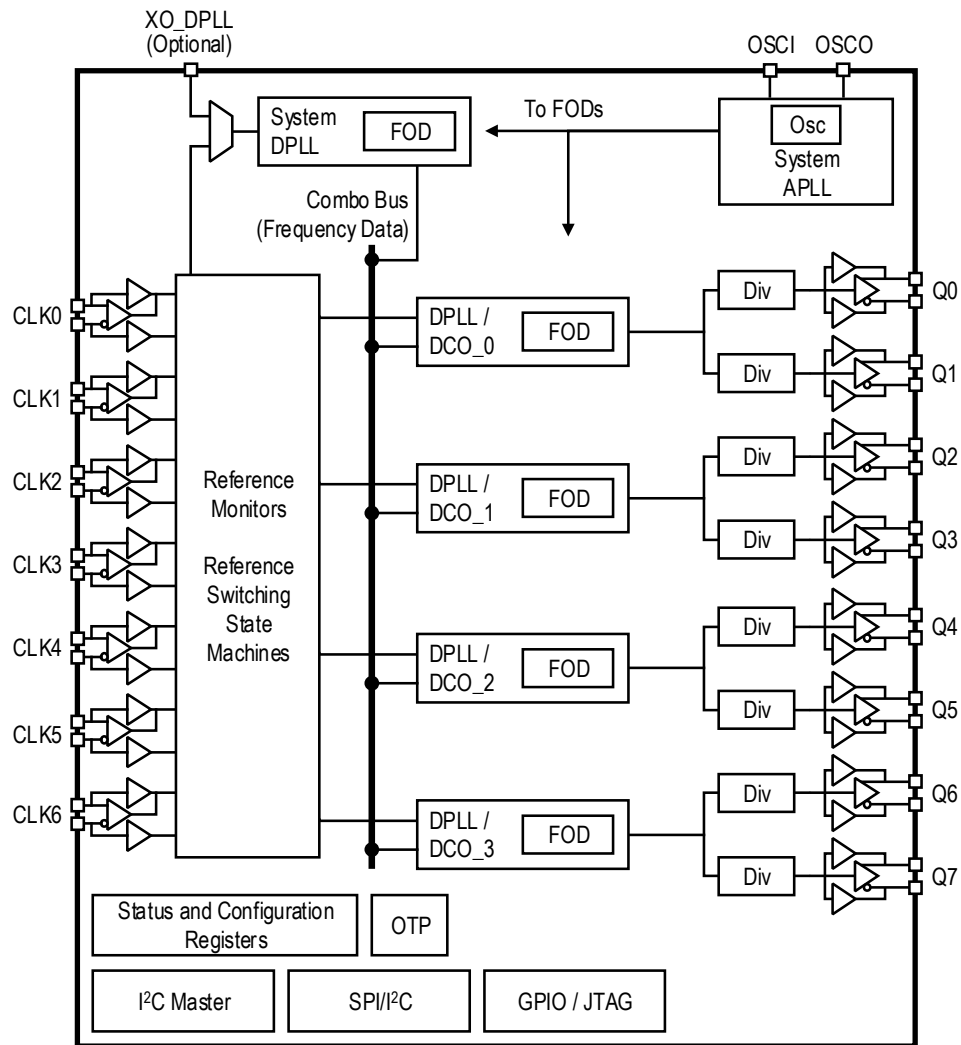 XO_DPLL
(Optional)
OSCI OSCO
System
DPLL
FOD
To FODs
Osc
System
APLL
Combo Bus
(Frequency Data)
CLK0
CLK1
CLK2
CLK3
CLK4
CLK5
CLK6
Reference
Monitors
Reference
Switching
State
Machines
DPLL /
DCO_0
FOD
DPLL /
DCO_1
FOD
DPLL /
DCO_2
FOD
DPLL /
DCO_3
FOD
Div
Div
Div
Div
Div
Div
Div
Div
Q0
Q1
Q2
Q3
Q4
Q5
Q6
Q7
Status and Configuration
Registers
OTP
I²C Master
SPI/I²C
GPIO / JTAG